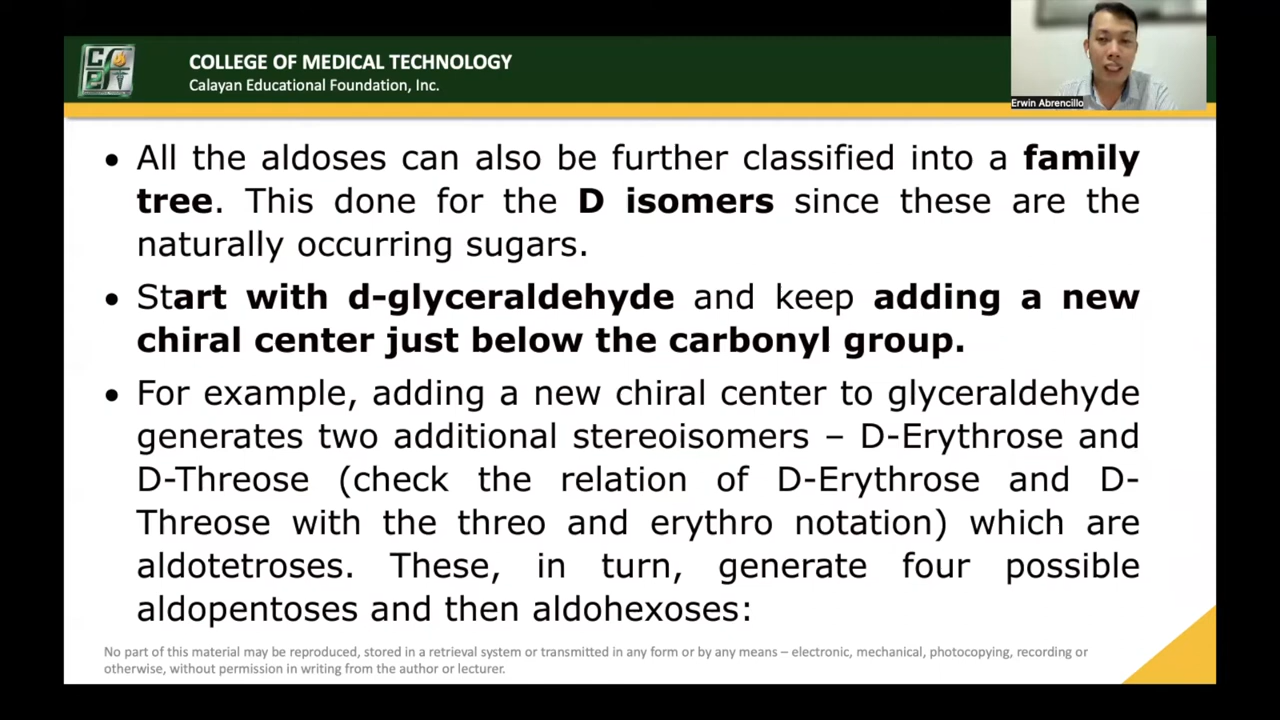 COLLEGE OF MEDICAL TECHNOLOGY
Calayan Educational Foundation, Inc.
Erwin Abrencillo
• All the aldoses can also be further classified into a family
tree. This done for the D isomers since these are the
naturally occurring sugars.
• Start with d-glyceraldehyde and keep adding a new
chiral center just below the carbonyl group.
• For example, adding a new chiral center to glyceraldehyde
generates two additional stereoisomers – D-Erythrose and
D-Threose (check the relation of D-Erythrose and D-
Threose with the threo and erythro notation) which are
aldotetroses. These, in turn, generate four possible
aldopentoses and then aldohexoses:
No part of this material may be reproduced, stored in a retrieval system or transmitted in any form or by any means – electronic, mechanical, photocopying, recording or
otherwise, without permission in writing from the author or lecturer.